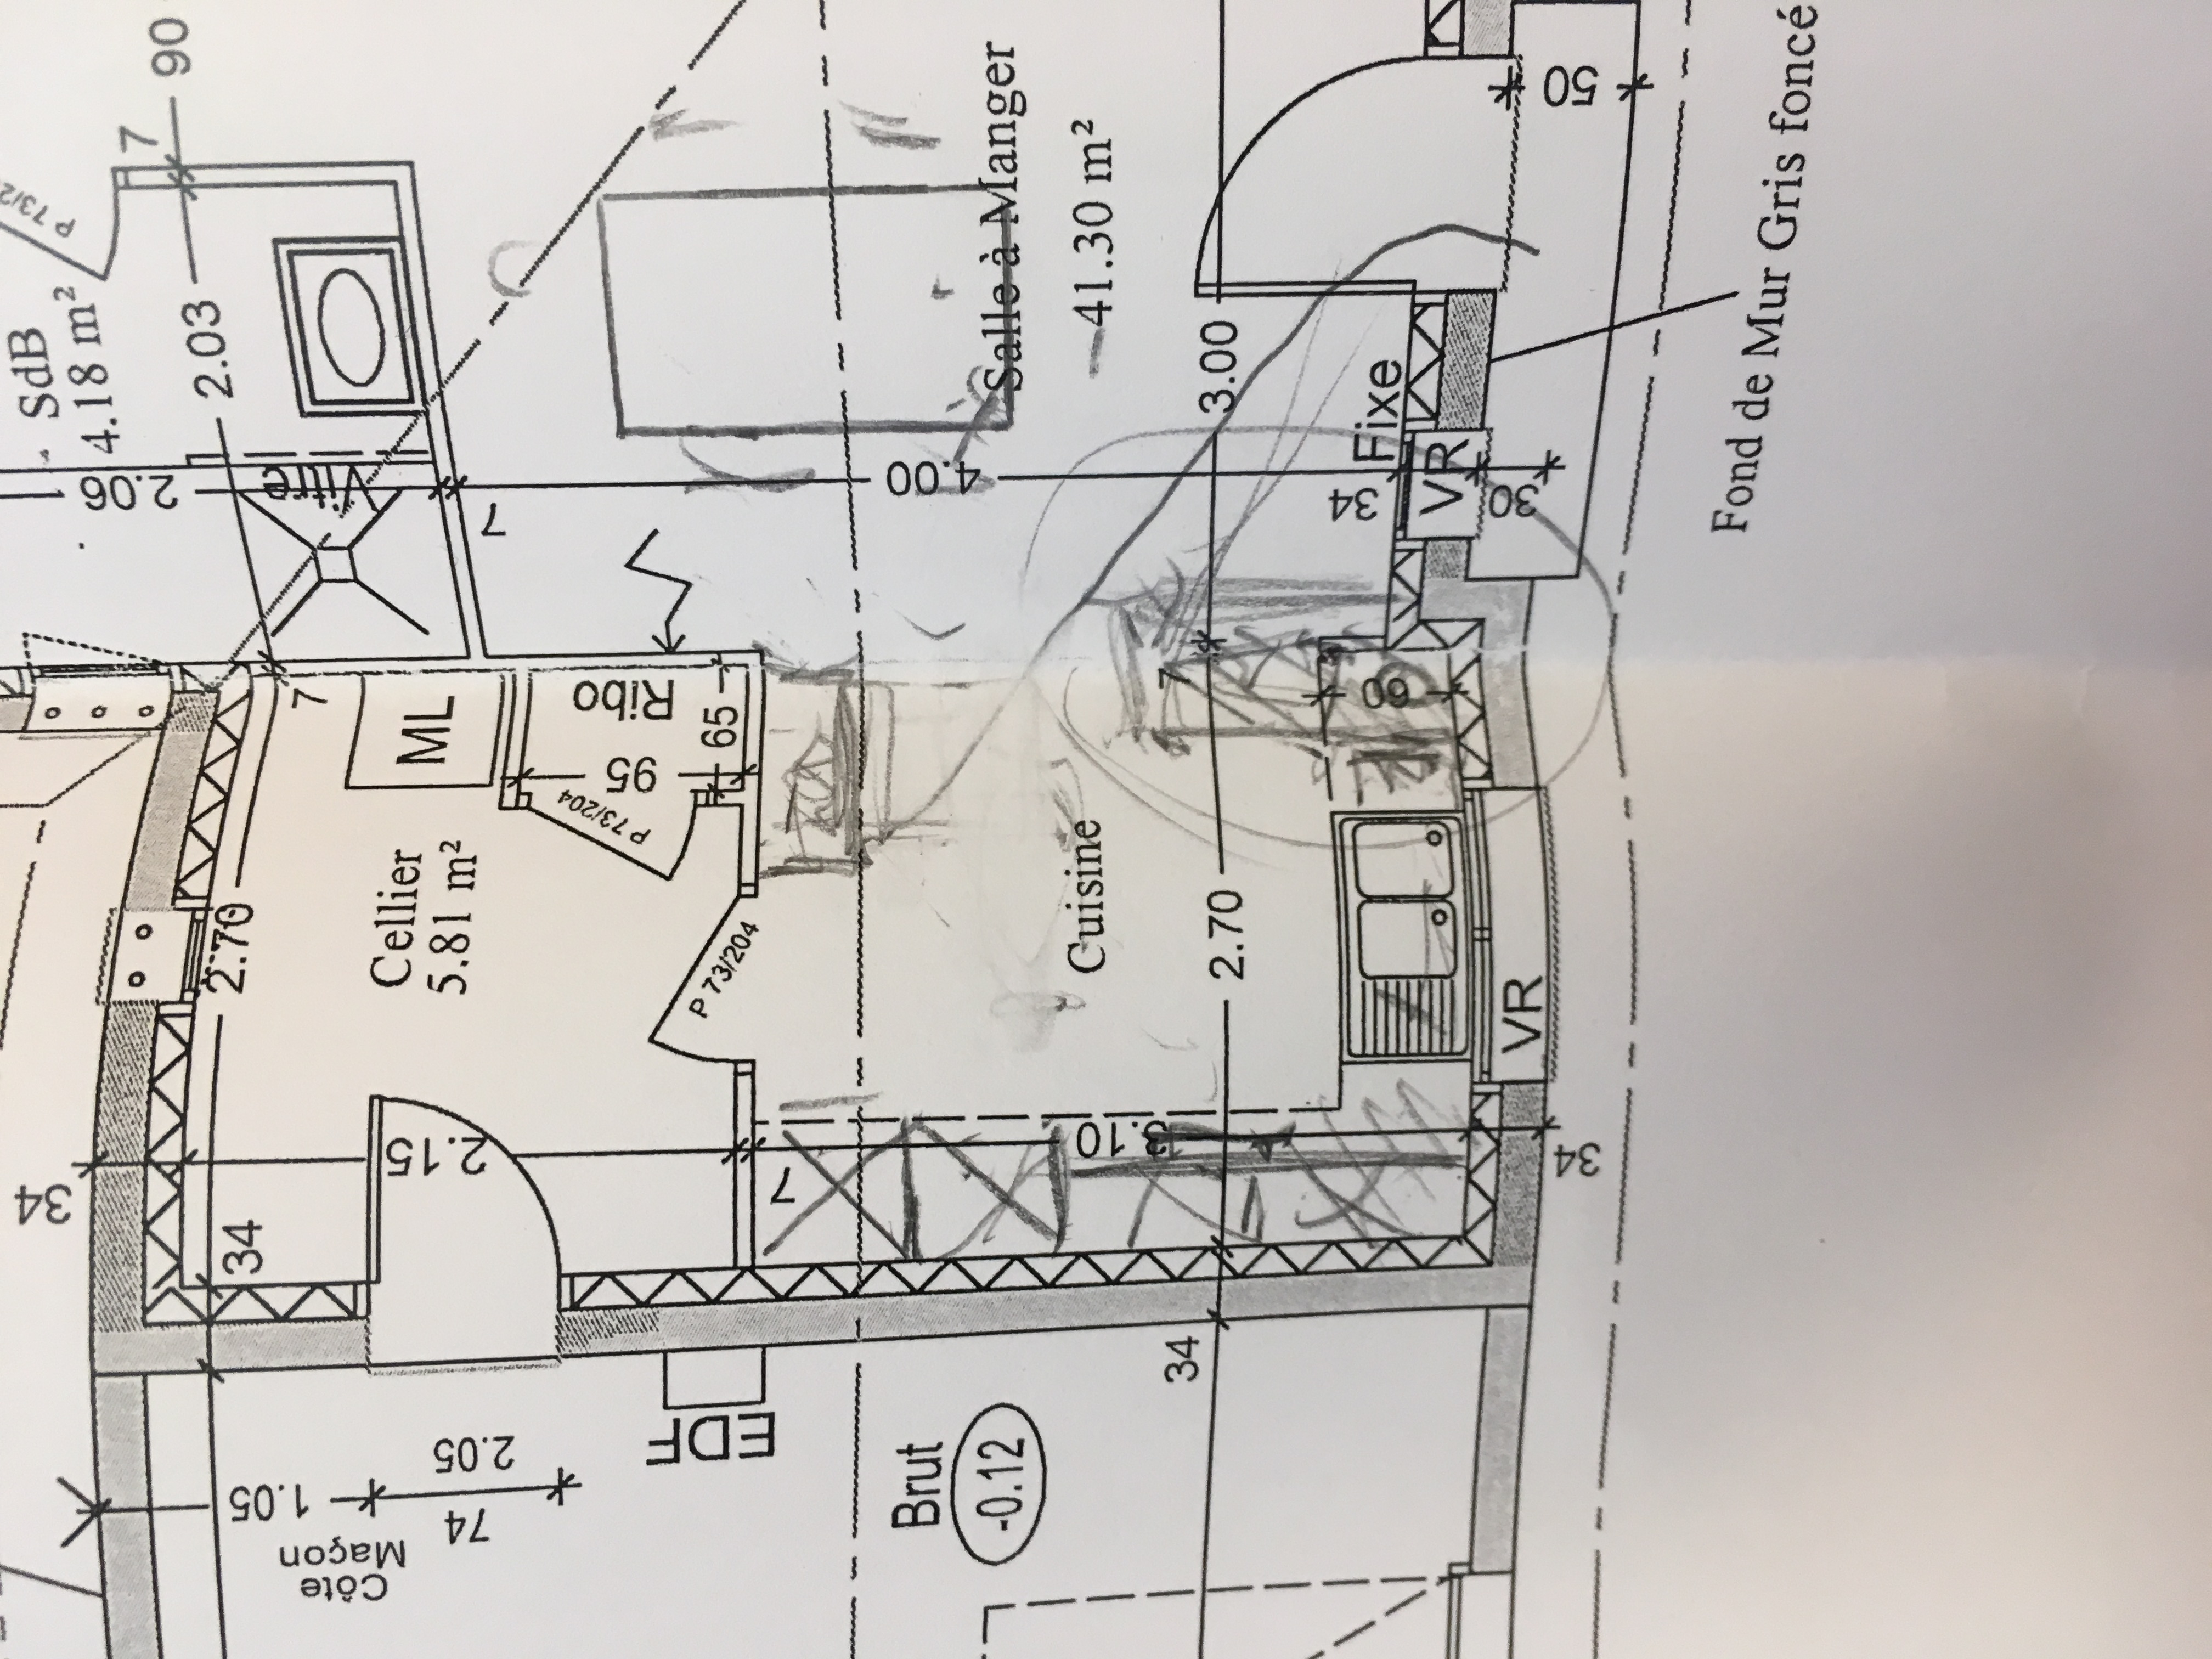 34
SdB
4.18 m²
P 73/2
7
90
2.06
2.03
34
2.70
7
Vitre
Côte
Maçon
1.05
74
2.05
2.15
Cellier
5.81 m²
ML
7
P 73/204
95
Ribo
65
EDF
P 73/204
7
Brut
-0.12
4.00
Salle à Manger
41.30 m²
Cuisine
3.10
34
2.70
7
3.00
60
34
Fixe
VR
VR
30
34
50
Fond de Mur Gris foncé